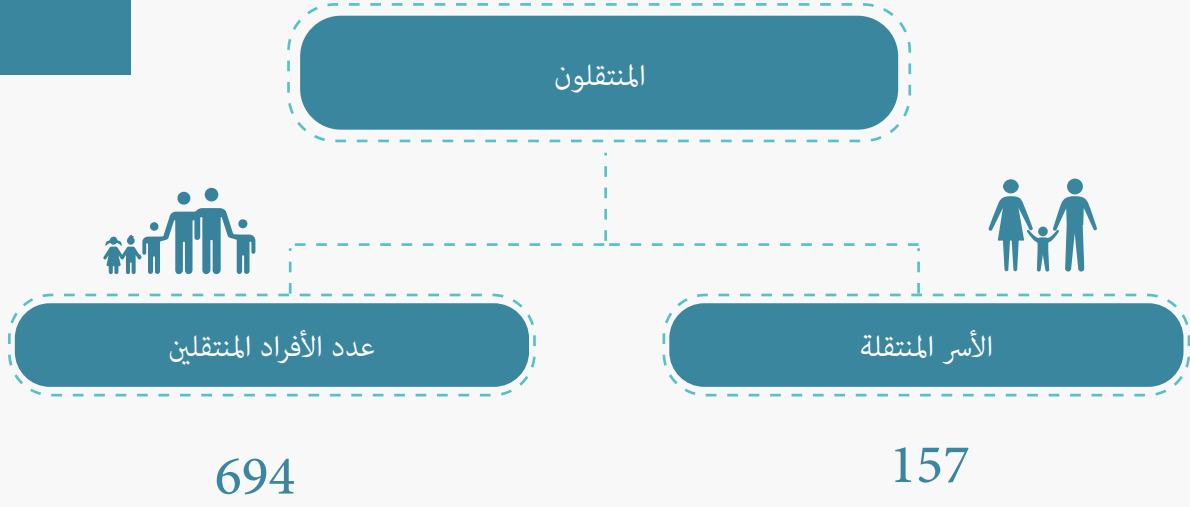 المنتقلون
الأسر المنتقلة
عدد الأفراد المنتقلين
157
694